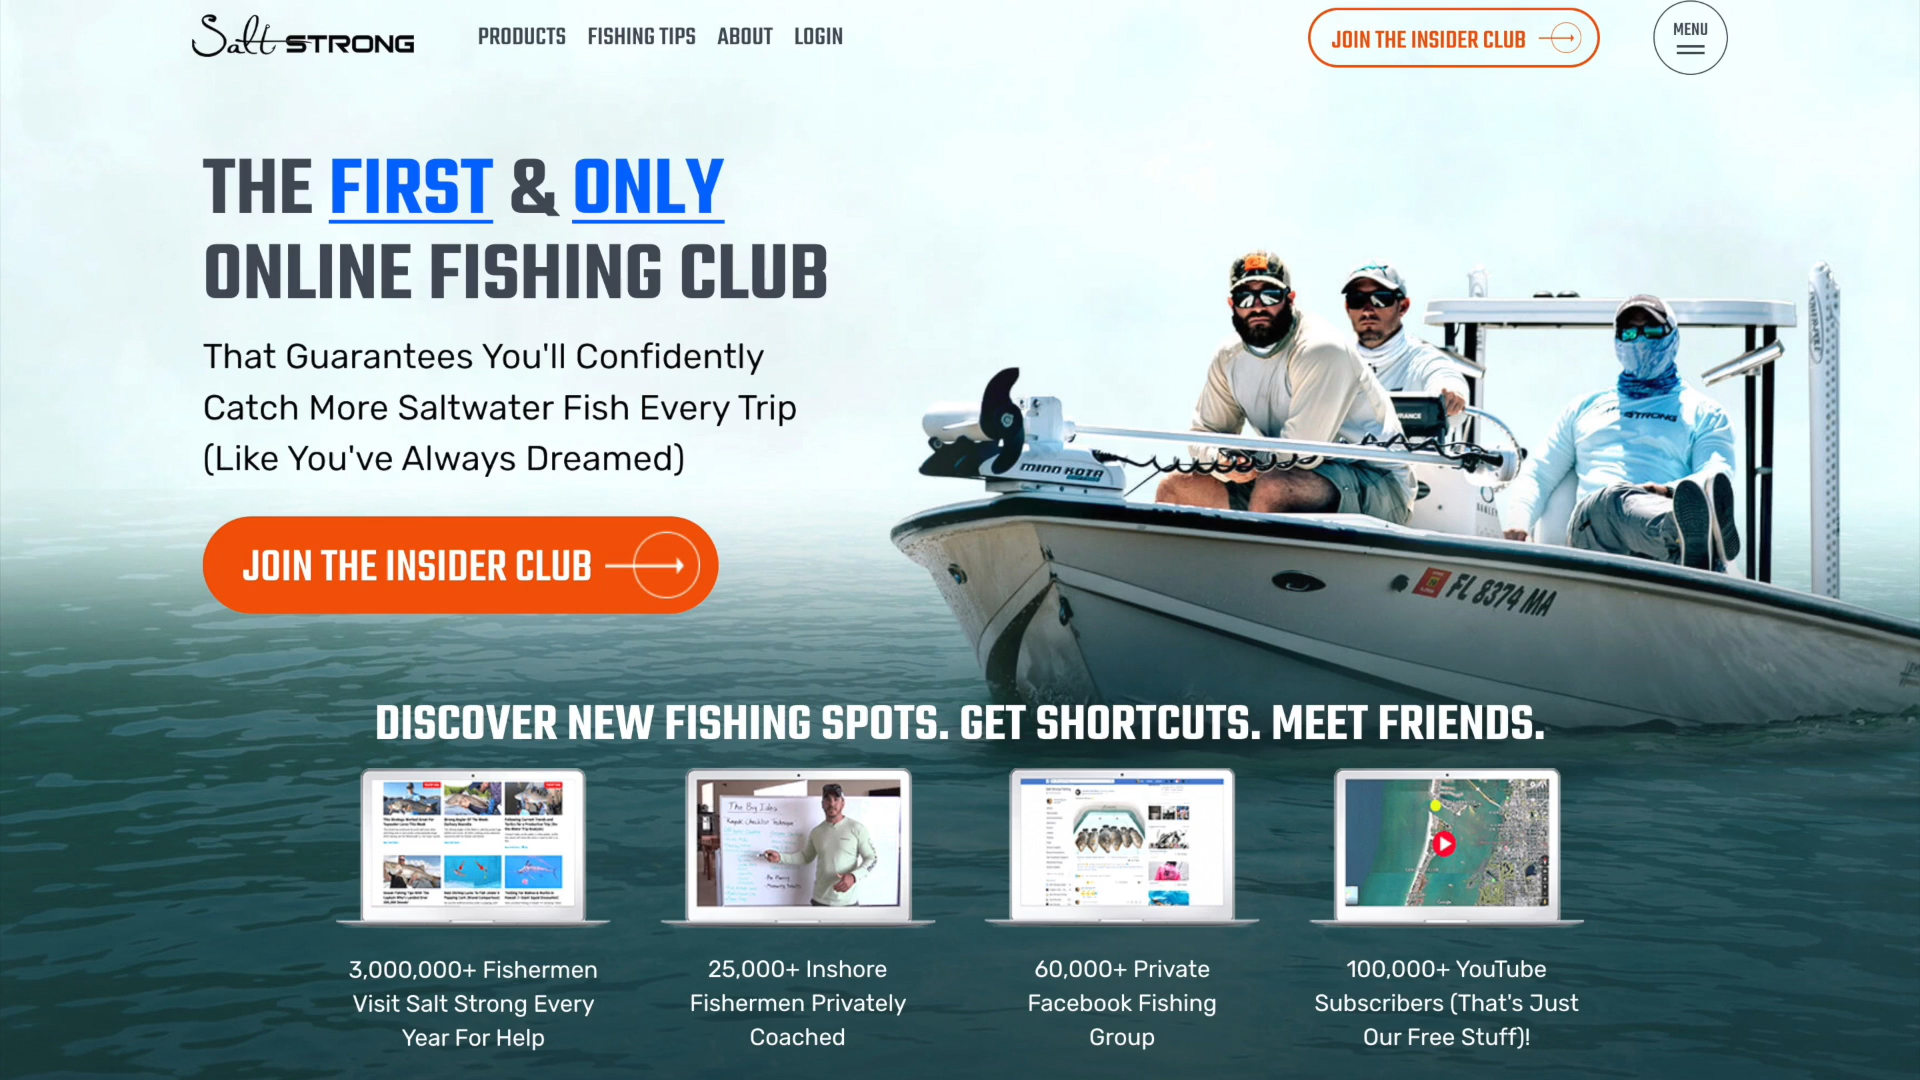 Salt STRONG
PRODUCTS FISHING TIPS ABOUT LOGIN
JOIN THE INSIDER CLUB
MENU
THE FIRST & ONLY
ONLINE FISHING CLUB
That Guarantees You'll Confidently
Catch More Saltwater Fish Every Trip
(Like You've Always Dreamed)
JOIN THE INSIDER CLUB
MINN KOTA
STRONG
FL 8374 MA
DISCOVER NEW FISHING SPOTS. GET SHORTCUTS. MEET FRIENDS.
The Big Idea
3,000,000+ Fishermen
Visit Salt Strong Every
Year For Help
25,000+ Inshore
Fishermen Privately
Coached
60,000+ Private
Facebook Fishing
Group
100,000+ YouTube
Subscribers (That's Just
Our Free Stuff)!